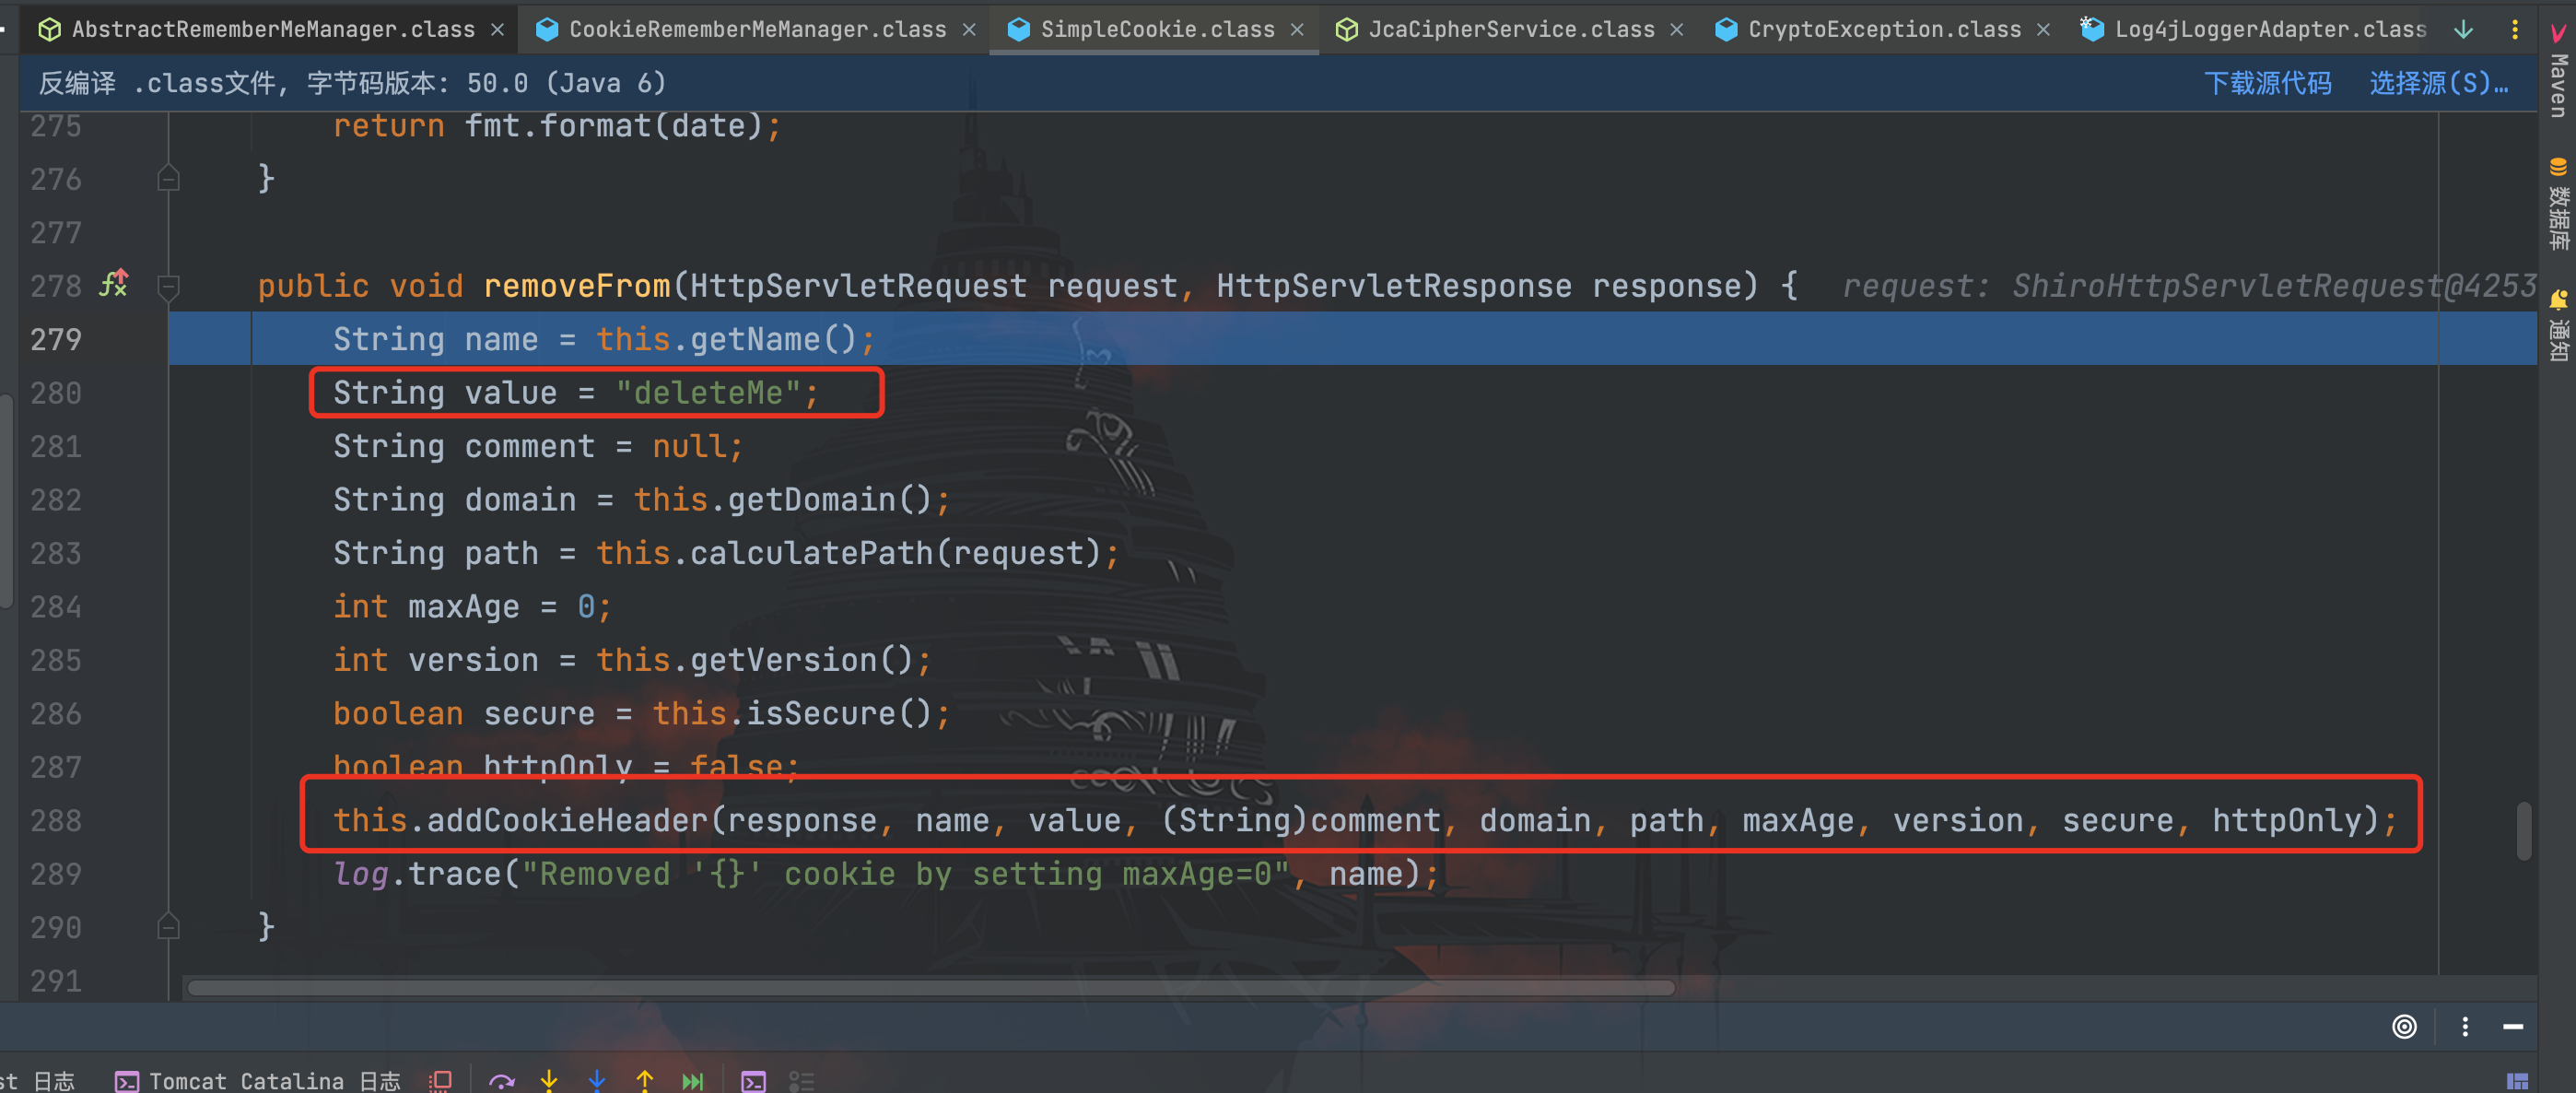 AbstractRememberMeManager.class
CookieRememberMeManager.class
SimpleCookie.class
JcaCipherService.class
CryptoException.class
Log4jLoggerAdapter.class
反编译 .class文件, 字节码版本: 50.0 (Java 6)
下载源代码
选择源(S)…
275 return fmt.format(date);
276 }
277
278 public void removeFrom(HttpServletRequest request, HttpServletResponse response) { request: ShiroHttpServletRequest@4253
279 String name = this.getName();
280 String value = "deleteMe";
281 String comment = null;
282 String domain = this.getDomain();
283 String path = this.calculatePath(request);
284 int maxAge = 0;
285 int version = this.getVersion();
286 boolean secure = this.isSecure();
287 boolean httpOnly = false;
288 this.addCookieHeader(response, name, value, (String)comment, domain, path, maxAge, version, secure, httpOnly);
289 log.trace("Removed '{}' cookie by setting maxAge=0", name);
290 }
291
Maven
数据库
通知
st 日志
Tomcat Catalina 日志